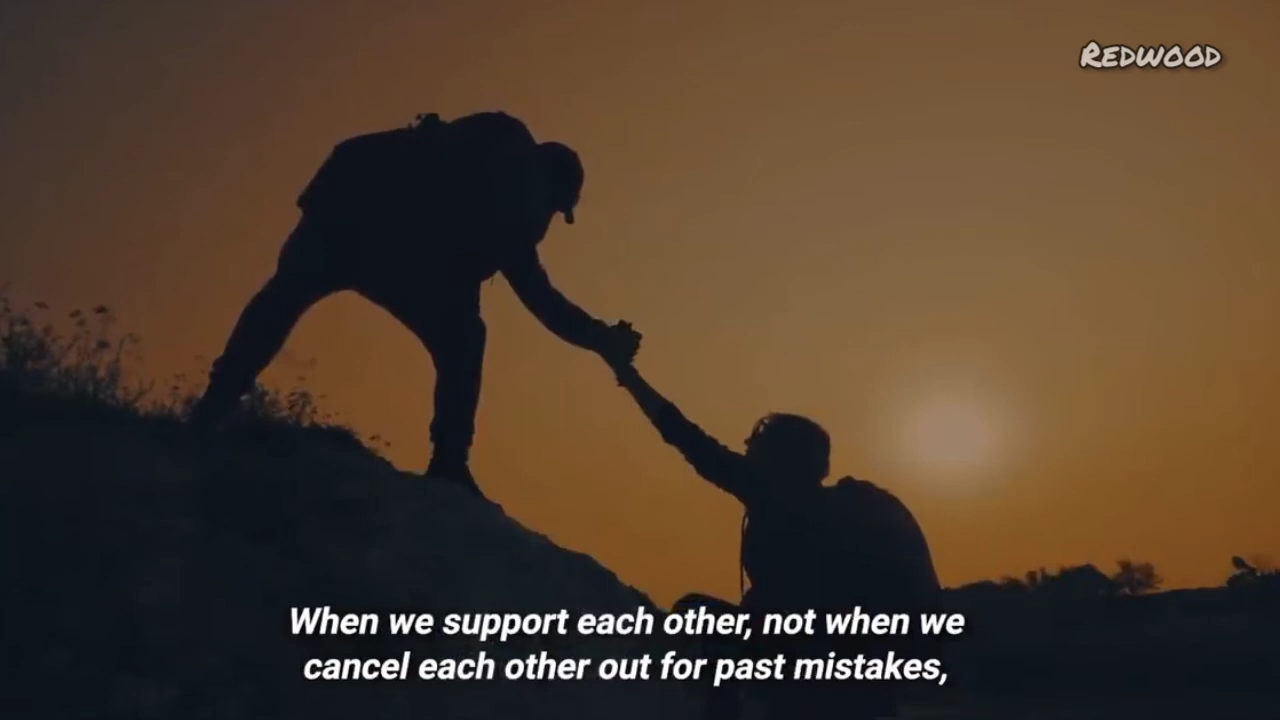 REDWOOD
When we support each other, not when we
cancel each other out for past mistakes,